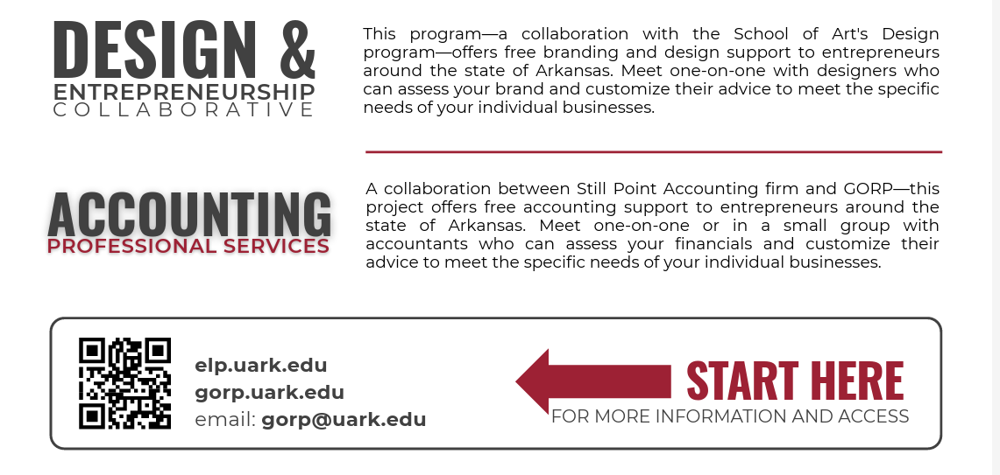 DESIGN &
ENTREPRENEURSHIP
COLLABORATIVE
This program—a collaboration with the School of Art's Design
program—offers free branding and design support to entrepreneurs
around the state of Arkansas. Meet one-on-one with designers who
can assess your brand and customize their advice to meet the specific
needs of your individual businesses.
ACCOUNTING
PROFESSIONAL SERVICES
A collaboration between Still Point Accounting firm and GORP—this
project offers free accounting support to entrepreneurs around the
state of Arkansas. Meet one-on-one or in a small group with
accountants who can assess your financials and customize their
advice to meet the specific needs of your individual businesses.
elp.uark.edu
gorp.uark.edu
email: gorp@uark.edu
START HERE
FOR MORE INFORMATION AND ACCESS